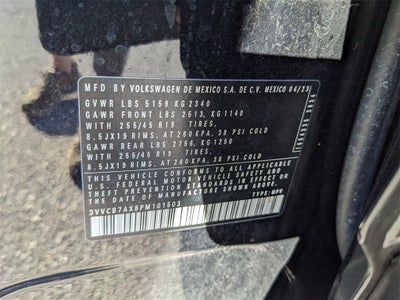 MFD. BY VOLKSWAGEN DE MEXICO S.A. DE C.V. MEXICO 04/23
GVWR LBS 5159 KG 2340
GAWR FRONT LBS 2513, KG 1140
WITH 255/45 R19 TIRES.
8.5JX19 RIMS, AT 260 KPA, 38 PSI COLD
GAWR REAR LBS 2756, KG 1250
WITH 255/45 R19 TIRES.
8.5JX19 RIMS, AT 260 KPA, 38 PSI COLD
THIS VEHICLE CONFORMS TO ALL APPLICABLE
U.S. FEDERAL MOTOR VEHICLE SAFETY AND
THEFT PREVENTION STANDARDS IN EFFECT ON
THE DATE OF MANUFACTURE SHOWN ABOVE.
3VVCB7AX8PM101503 TYPE:MPV